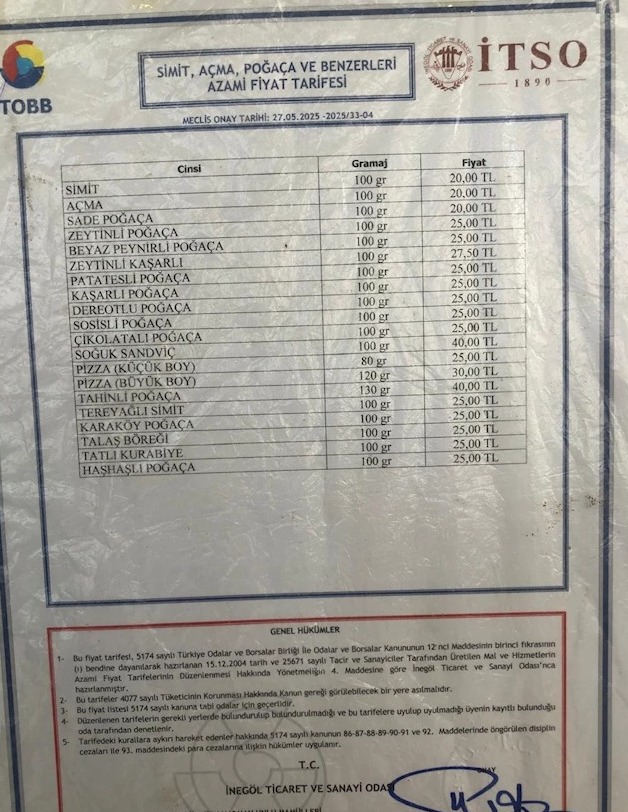 TOBB
SİMİT, AÇMA, POĞAÇA VE BENZERLERİ
AZAMİ FİYAT TARİFESİ
İTSO
1890
MECLİS ONAY TARİHİ: 27.05.2025 -2025/33-04
Cinsi Gramaj Fiyat
SİMİT 100 gr 20,00 TL
AÇMA 100 gr 20,00 TL
SADE POĞAÇA 100 gr 20,00 TL
ZEYTİNLİ POĞAÇA 100 gr 25,00 TL
BEYAZ PEYNİRLİ POĞAÇA 100 gr 25,00 TL
ZEYTİNLİ KAŞARLI 100 gr 27,50 TL
PATATESLİ POĞAÇA 100 gr 25,00 TL
KAŞARLI POĞAÇA 100 gr 25,00 TL
DEREOTLU POĞAÇA 100 gr 25,00 TL
SOSİSLİ POĞAÇA 100 gr 25,00 TL
ÇİKOLATALI POĞAÇA 100 gr 25,00 TL
SOĞUK SANDVİÇ 100 gr 40,00 TL
PİZZA (KÜÇÜK BOY) 80 gr 25,00 TL
PİZZA (BÜYÜK BOY) 120 gr 30,00 TL
TAHİNLİ POĞAÇA 130 gr 40,00 TL
TEREYAĞLI SİMİT 100 gr 25,00 TL
KARAKÖY POĞAÇA 100 gr 25,00 TL
TALAŞ BÖREĞİ 100 gr 25,00 TL
TATLI KURABİYE 100 gr 25,00 TL
HAŞHAŞLI POĞAÇA 100 gr 25,00 TL
GENEL HÜKÜMLER
1- Bu fiyat tarifesi, 5174 sayılı Türkiye Odalar ve Borsalar Birliği İle Odalar ve Borsalar Kanununun 12 nci Maddesinin birinci fıkrasının
(ı) bendine dayanılarak hazırlanan 15.12.2004 tarih ve 25671 sayılı Tacir ve Sanayiciler Tarafından Üretilen Mal ve Hizmetlerin
Azami Fiyat Tarifelerinin Düzenlenmesi Hakkında Yönetmeliğin 4. Maddesine göre İnegöl Ticaret ve Sanayi Odası'nca
hazırlanmıştır.
2- Bu tarifeler 4077 sayılı Tüketicinin Korunması Hakkında Kanun gereği görülebilecek bir yere asılmalıdır.
3- Bu fiyat listesi 5174 sayılı kanuna tabi odalar için geçerlidir.
4- Düzenlenen tarifelerin gerekli yerlerde bulundurulup bulundurulmadığı ve bu tarifelere uyulup uyulmadığı üyenin kayıtlı bulunduğu
oda tarafından denetlenir.
5- Tarifedeki kurallara aykırı hareket edenler hakkında 5174 sayılı kanunun 86-87-88-89-90-91 ve 92. Maddelerinde öngörülen disiplin
cezaları ile 93. maddesindeki para cezalarına ilişkin hükümler uygulanır.
T.C.
İNEGÖL TİCARET VE SANAYİ ODASI